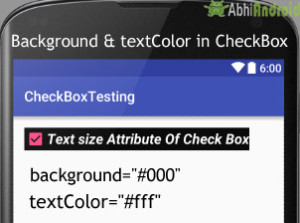 AbhiAndroid
Background & textColor in CheckBox
6:00
CheckBoxTesting
Text size Attribute Of Check Box
background="#000"
textColor="#fff"